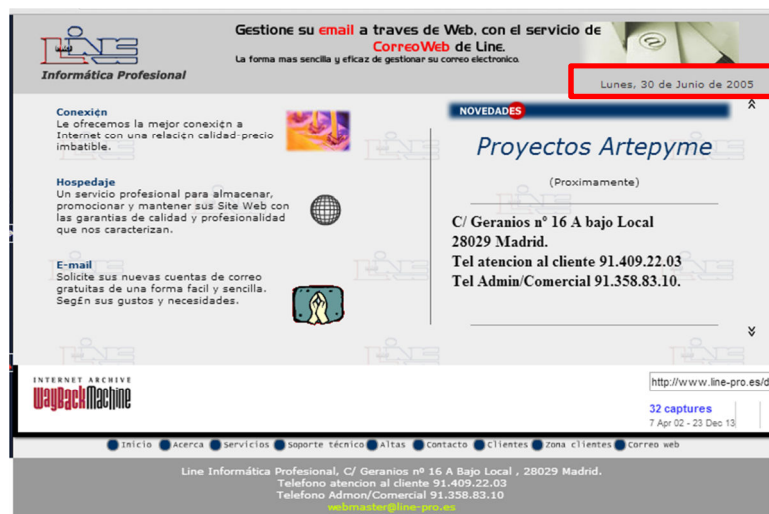 Gestione su email a traves de Web, con el servicio de
CorreoWeb de Line.
La forma mas sencilla y eficaz de gestionar su correo electronico.
LINE
Informática Profesional
Lunes, 30 de Junio de 2005
Conexi¢n
Le ofrecemos la mejor conexi¢n a
Internet con una relaci¢n calidad-precio
imbatible.
Hospedaje
Un servicio profesional para almacenar,
promocionar y mantener sus Site Web con
las garantias de calidad y profesionalidad
que nos caracterizan.
E-mail
Solicite sus nuevas cuentas de correo
gratuitas de una forma facil y sencilla.
Seg£n sus gustos y necesidades.
NOVEDADES
Proyectos Artepyme
(Proximamente)
C/ Geranios nº 16 A bajo Local
28029 Madrid.
Tel atencion al cliente 91.409.22.03
Tel Admin/Comercial 91.358.83.10.
INTERNET ARCHIVE
WayBackMachine
http://www.line-pro.es/d
32 captures
7 Apr 02 - 23 Dec 13
Inicio Acerca Servicios Soporte técnico Altas Contacto Clientes Zona clientes Correo web
Line Informática Profesional, C/ Geranios nº 16 A Bajo Local , 28029 Madrid.
Telefono atencion al cliente 91.409.22.03
Telefono Admon/Comercial 91.358.83.10
webmaster@line-pro.es